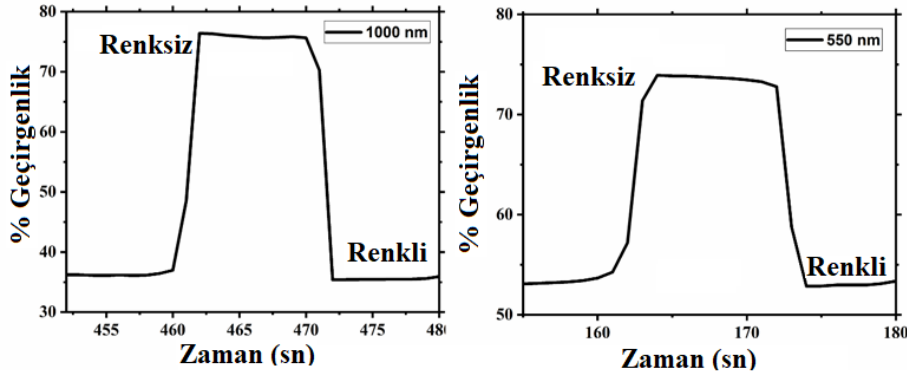 80
70
60
50
40
30
% Geçirgenlik
Renksiz
1000 nm
Renkli
455
460
465
470
475
480
Zaman (sn)
80
70
60
50
% Geçirgenlik
Renksiz
550 nm
Renkli
160
170
180
Zaman (sn)